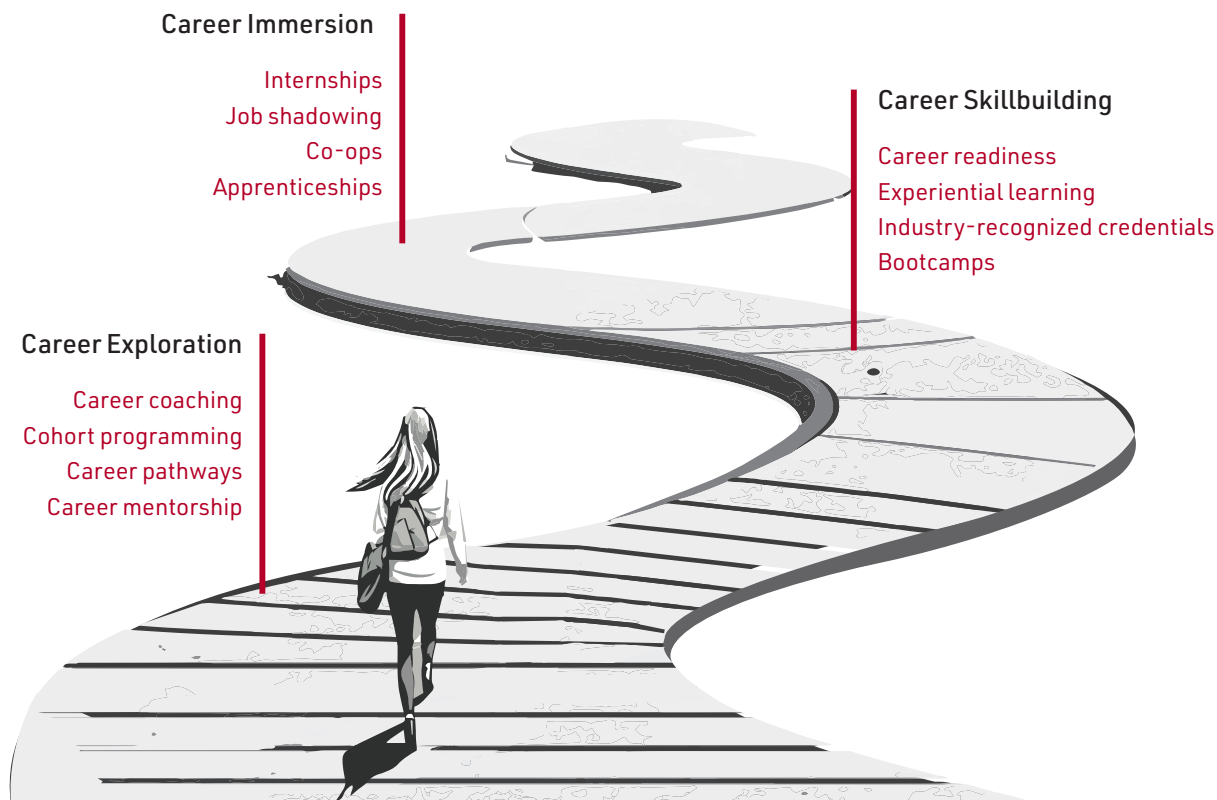 Career Immersion
Internships
Job shadowing
Co-ops
Apprenticeships
Career Skillbuilding
Career readiness
Experiential learning
Industry-recognized credentials
Bootcamps
Career Exploration
Career coaching
Cohort programming
Career pathways
Career mentorship